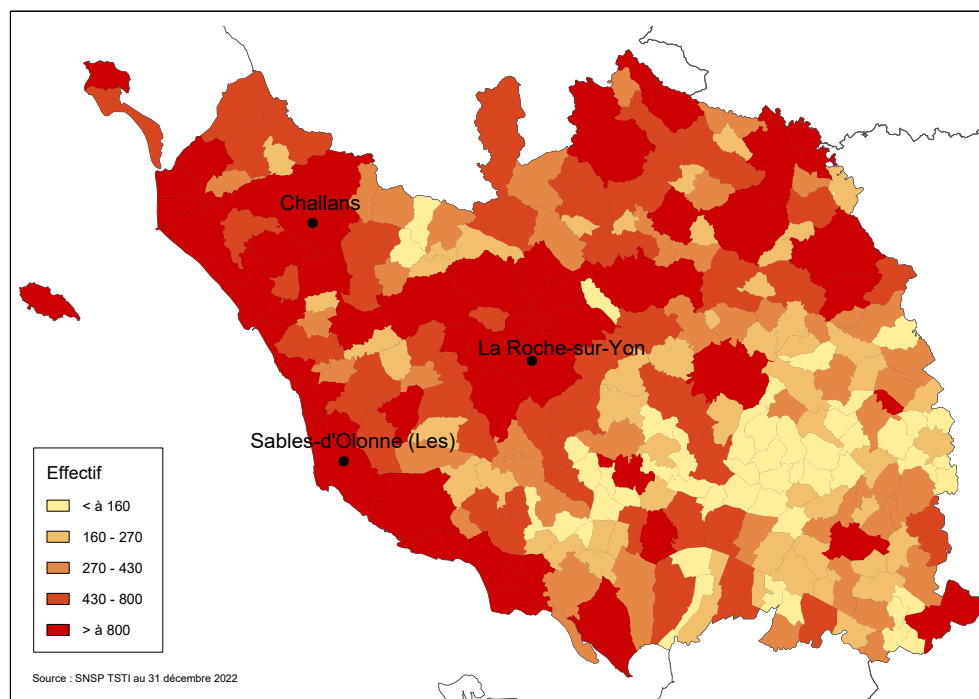 Challans
La Roche-sur-Yon
Sables-d'Olonne (Les)
Effectif
< à 160
160 - 270
270 - 430
430 - 800
> à 800
Source : SNSP TSTI au 31 décembre 2022